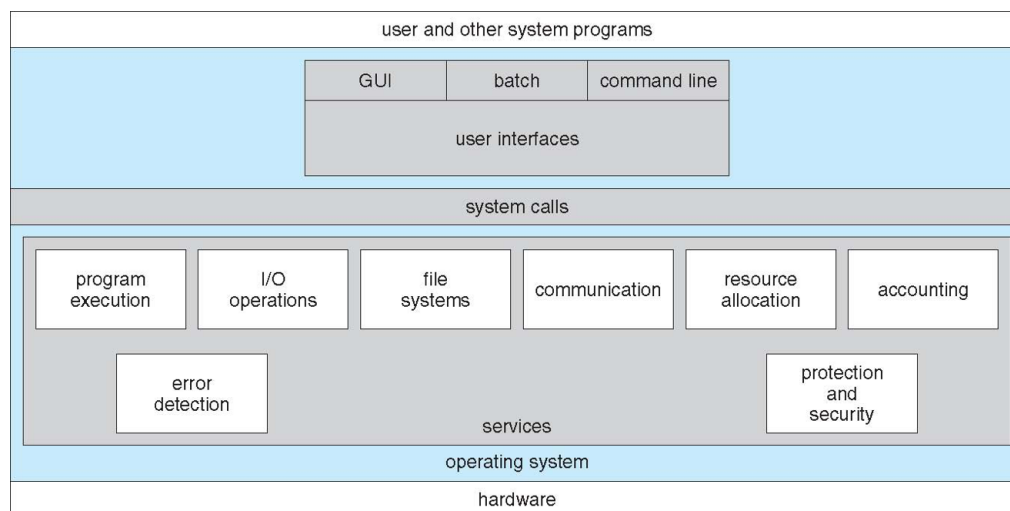 user and other system programs
GUI
batch
command line
user interfaces
system calls
program
execution
I/O
operations
file
systems
communication
resource
allocation
accounting
error
detection
protection
and
security
services
operating system
hardware